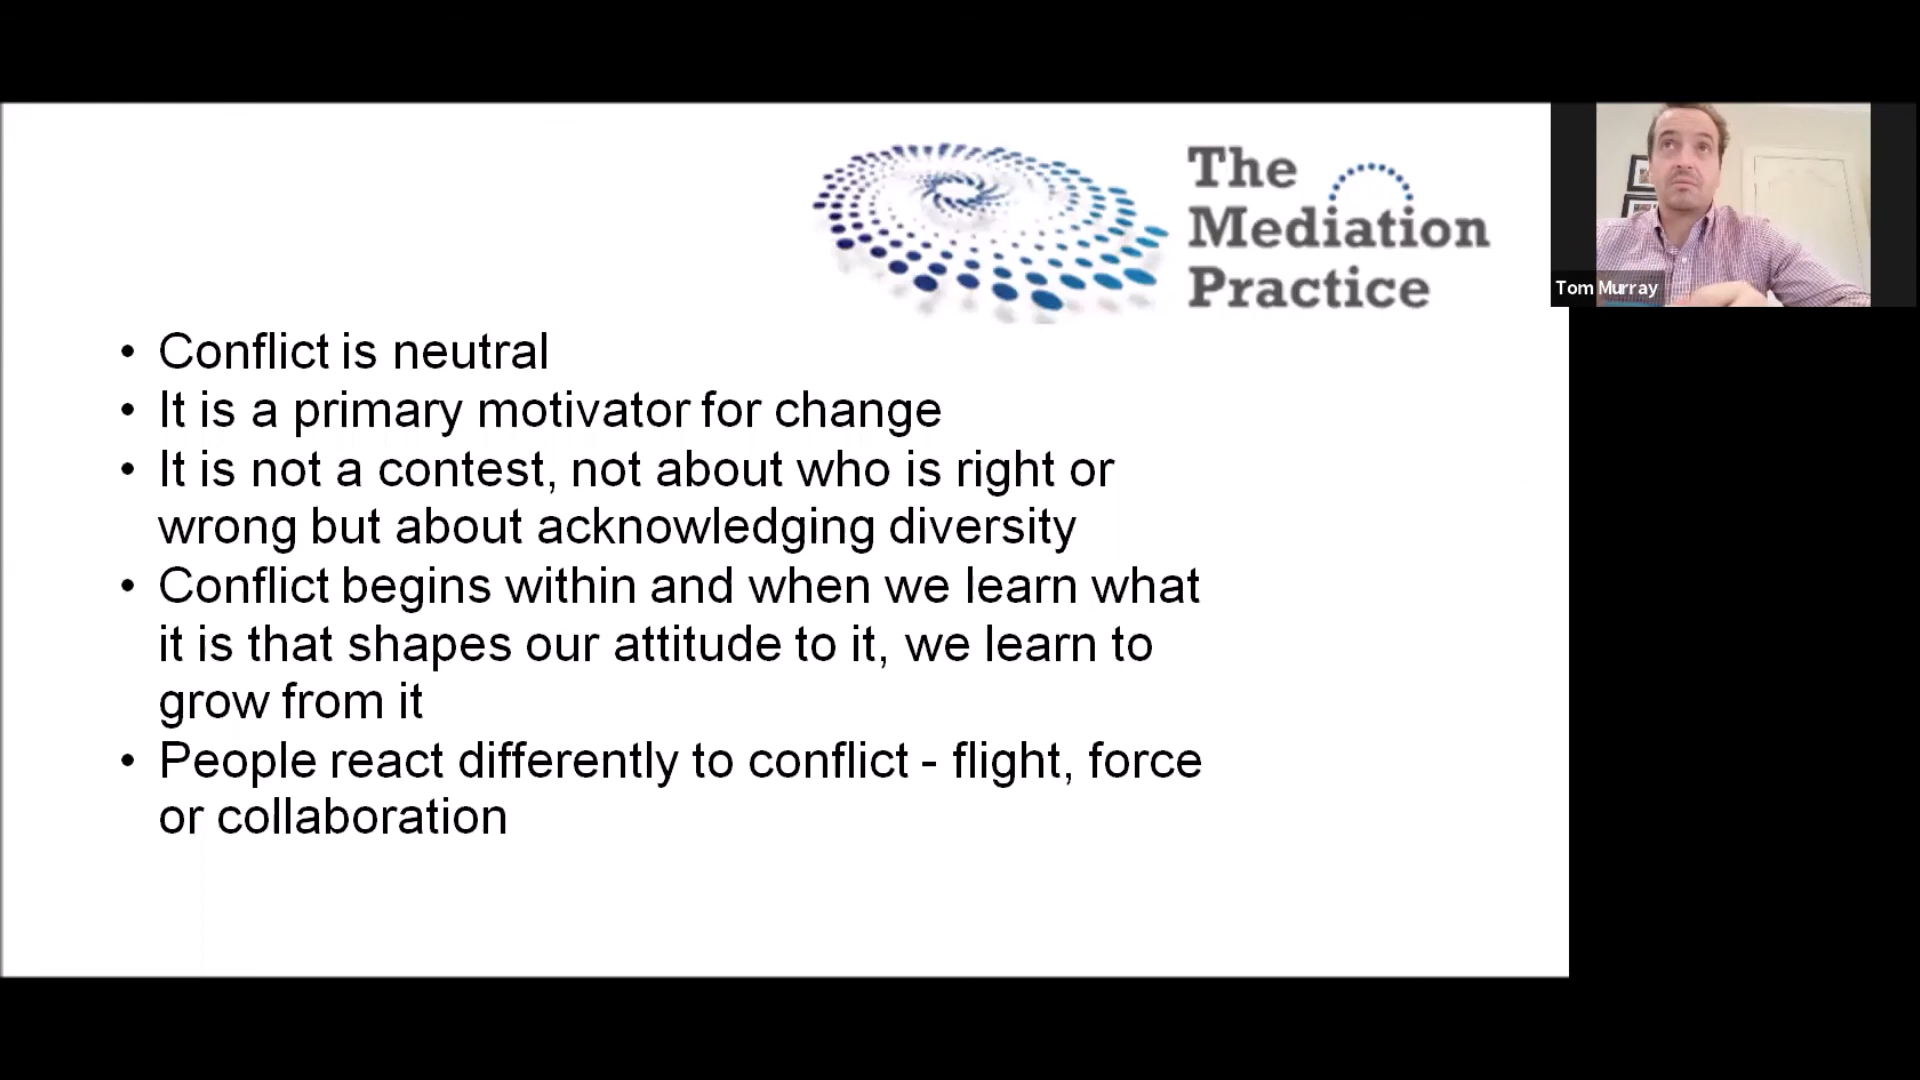 The
Mediation
Practice
Tom Murray
• Conflict is neutral
• It is a primary motivator for change
• It is not a contest, not about who is right or
wrong but about acknowledging diversity
• Conflict begins within and when we learn what
it is that shapes our attitude to it, we learn to
grow from it
• People react differently to conflict - flight, force
or collaboration